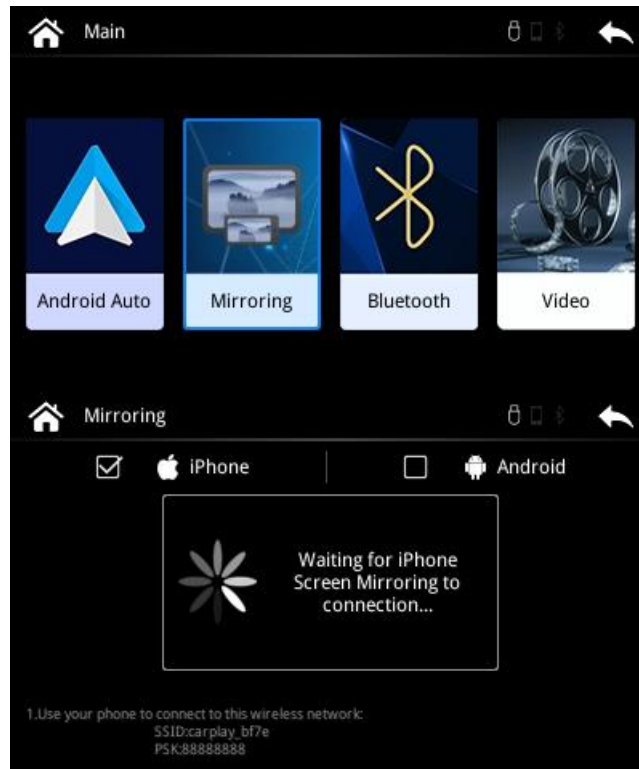 Main
Android Auto
Mirroring
Bluetooth
Video
Mirroring
iPhone
Android
Waiting for iPhone
Screen Mirroring to
connection...
1.Use your phone to connect to this wireless network:
SSID:carplay_bf7e
PSK:88888888